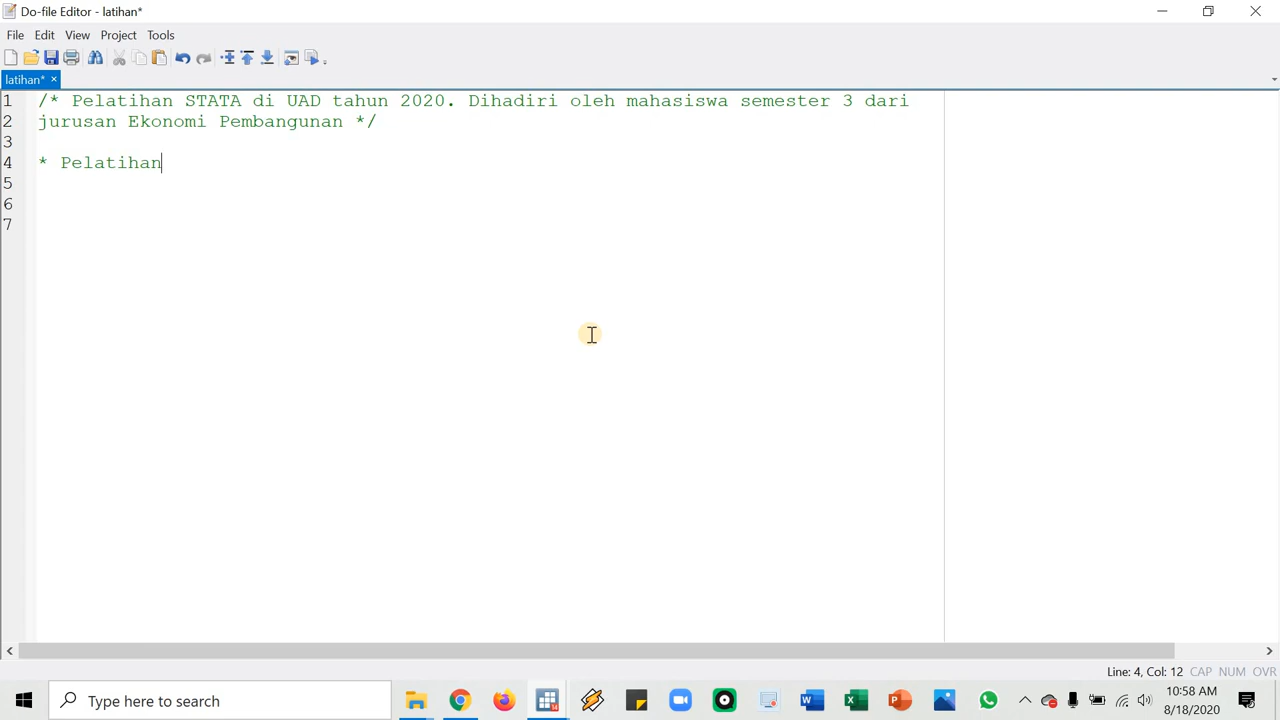 Do-file Editor - latihan*
File Edit View Project Tools
latihan* ×
1 /* Pelatihan STATA di UAD tahun 2020. Dihadiri oleh mahasiswa semester 3 dari
2 jurusan Ekonomi Pembangunan */
3
4 * Pelatihan
5
6
7
Line: 4, Col: 12 CAP NUM OVR
Type here to search
10:58 AM
8/18/2020